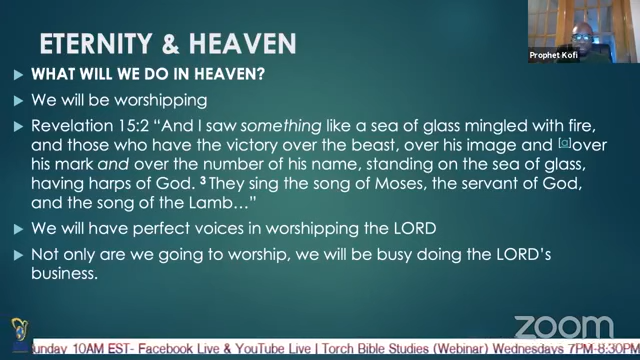 ETERNITY & HEAVEN
Prophet Kofi
WHAT WILL WE DO IN HEAVEN?
We will be worshipping
Revelation 15:2 “And I saw something like a sea of glass mingled with fire,
and those who have the victory over the beast, over his image and [a]over
his mark and over the number of his name, standing on the sea of glass,
having harps of God. 3 They sing the song of Moses, the servant of God,
and the song of the Lamb…”
We will have perfect voices in worshipping the LORD
Not only are we going to worship, we will be busy doing the LORD’s
business.
zoom
unday 10AM EST- Facebook Live & YouTube Live | Torch Bible Studies (Webinar) Wednesdays 7PM-8:30PM